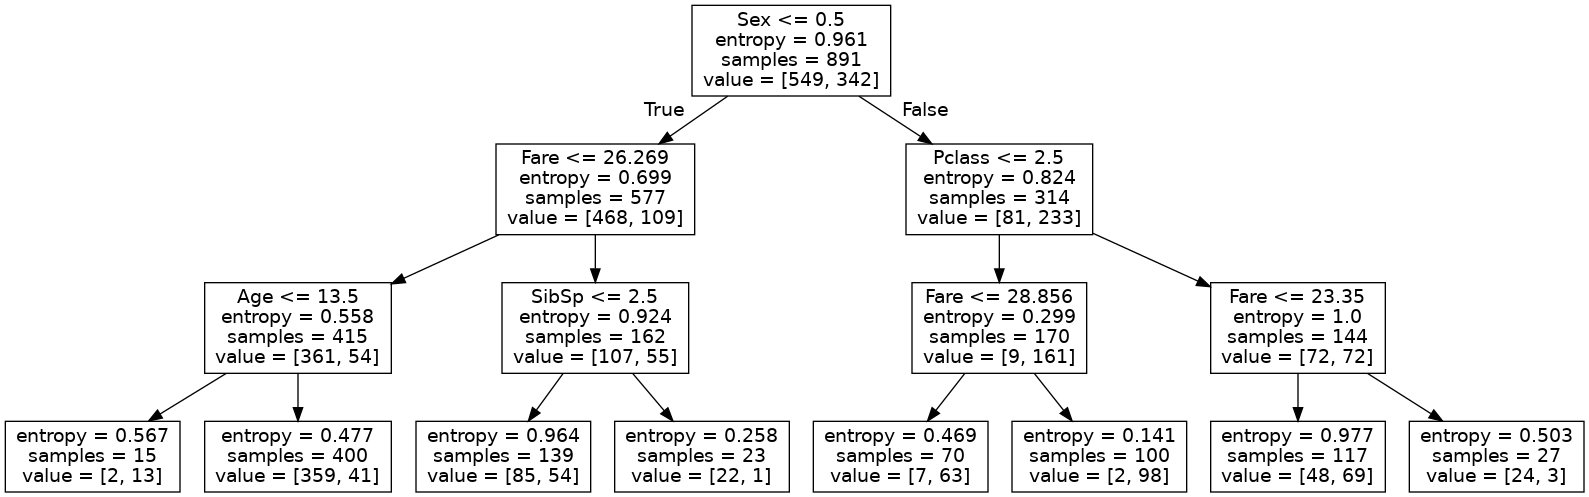 Sex <= 0.5
entropy = 0.961
samples = 891
value = [549, 342]
True
False
Fare <= 26.269
entropy = 0.699
samples = 577
value = [468, 109]
Pclass <= 2.5
entropy = 0.824
samples = 314
value = [81, 233]
Age <= 13.5
entropy = 0.558
samples = 415
value = [361, 54]
SibSp <= 2.5
entropy = 0.924
samples = 162
value = [107, 55]
Fare <= 28.856
entropy = 0.299
samples = 170
value = [9, 161]
Fare <= 23.35
entropy = 1.0
samples = 144
value = [72, 72]
entropy = 0.567
samples = 15
value = [2, 13]
entropy = 0.477
samples = 400
value = [359, 41]
entropy = 0.964
samples = 139
value = [85, 54]
entropy = 0.258
samples = 23
value = [22, 1]
entropy = 0.469
samples = 70
value = [7, 63]
entropy = 0.141
samples = 100
value = [2, 98]
entropy = 0.977
samples = 117
value = [48, 69]
entropy = 0.503
samples = 27
value = [24, 3]